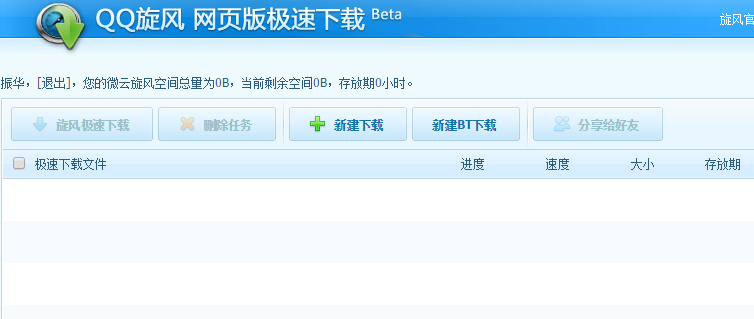 QQ旋风 网页版极速下载 Beta
旋风官
振华，[退出]，您的微云旋风空间总量为0B，当前剩余空间0B，存放期0小时。
旋风极速下载 删除任务 新建下载 新建BT下载 分享给好友
极速下载文件 进度 速度 大小 存放期